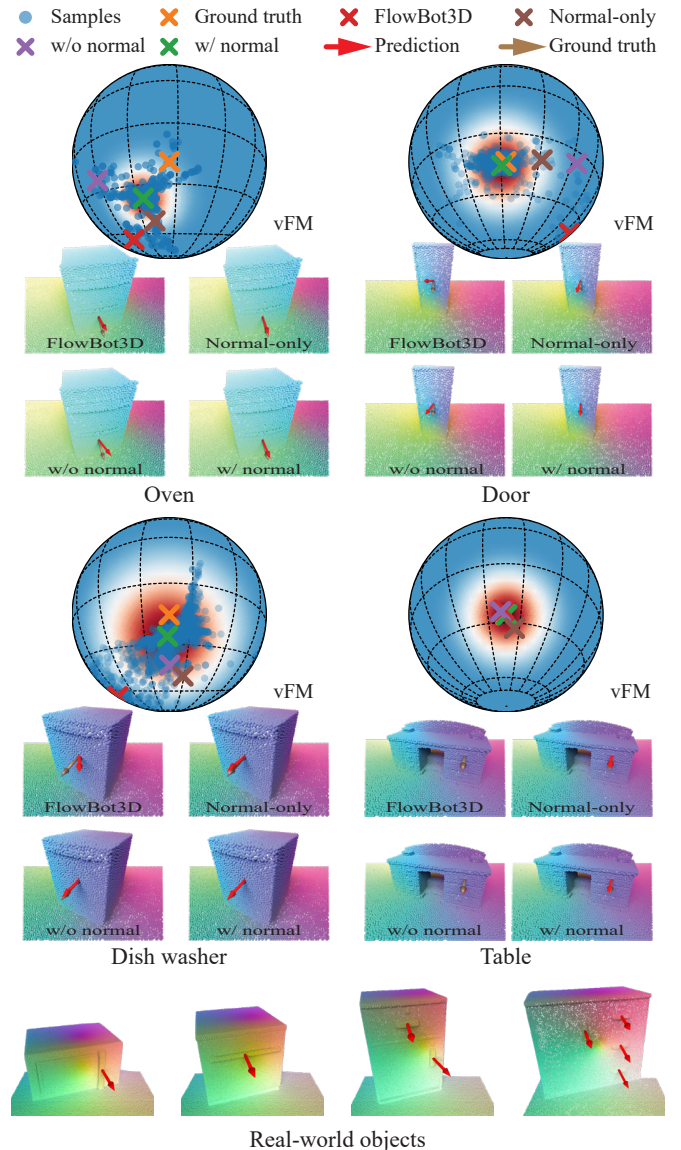 Samples Ground truth FlowBot3D Normal-only
w/o normal w/ normal Prediction Ground truth
vFM vFM
FlowBot3D Normal-only FlowBot3D Normal-only
w/o normal w/ normal w/o normal w/ normal
Oven Door
vFM vFM
FlowBot3D Normal-only FlowBot3D Normal-only
w/o normal w/ normal w/o normal w/ normal
Dish washer Table
Real-world objects